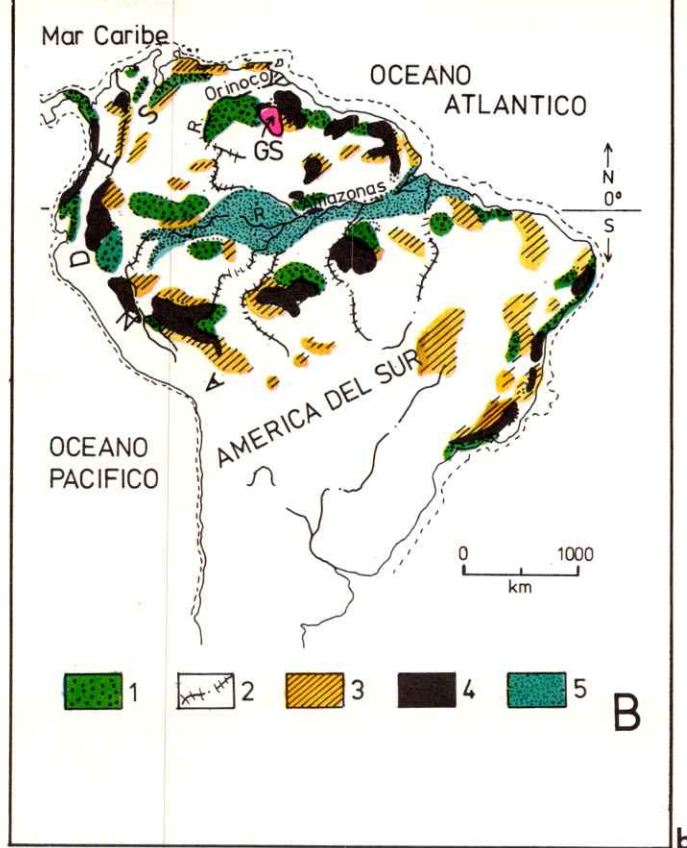 Mar Caribe
OCEANO
ATLANTICO
R Orinoco
GS
N
0°
S
R Amazonas
ANDES
AMERICA DEL SUR
OCEANO
PACIFICO
0 1000
km
1 2 3 4 5
B
b